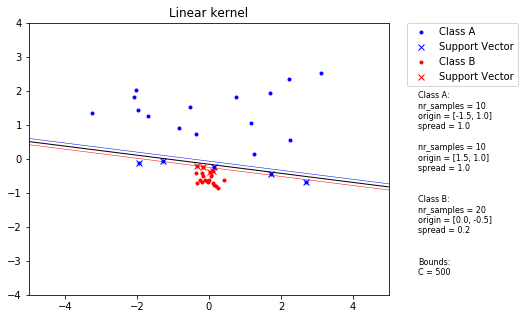 Linear kernel
Class A
Support Vector
Class B
Support Vector
Class A:
nr_samples = 10
origin = [-1.5, 1.0]
spread = 1.0
nr_samples = 10
origin = [1.5, 1.0]
spread = 1.0
Class B:
nr_samples = 20
origin = [0.0, -0.5]
spread = 0.2
Bounds:
C = 500
4
3
2
1
0
−1
−2
−3
−4
−4 −2 0 2 4